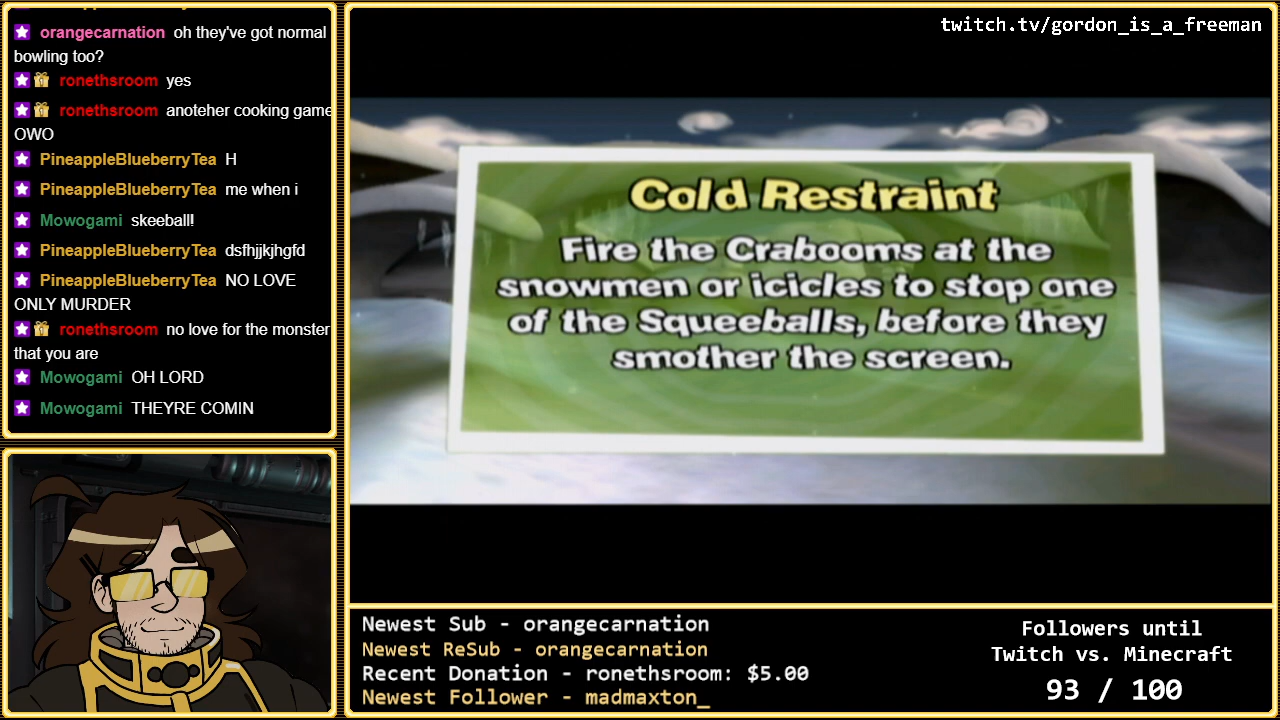 orangecarnation oh they've got normal
bowling too?
ronethsroom yes
ronethsroom anoteher cooking game
OWO
PineappleBlueberryTea H
PineappleBlueberryTea me when i
Mowogami skeeball!
PineappleBlueberryTea dsfhjjkjhgfd
PineappleBlueberryTea NO LOVE
ONLY MURDER
ronethsroom no love for the monster
that you are
Mowogami OH LORD
Mowogami THEYRE COMIN
twitch.tv/gordon_is_a_freeman
Cold Restraint
Fire the Crabooms at the
snowmen or icicles to stop one
of the Squeeballs, before they
smother the screen.
Newest Sub - orangecarnation
Newest ReSub - orangecarnation
Recent Donation - ronethsroom: $5.00
Newest Follower - madmaxton_
Followers until
Twitch vs. Minecraft
93 / 100